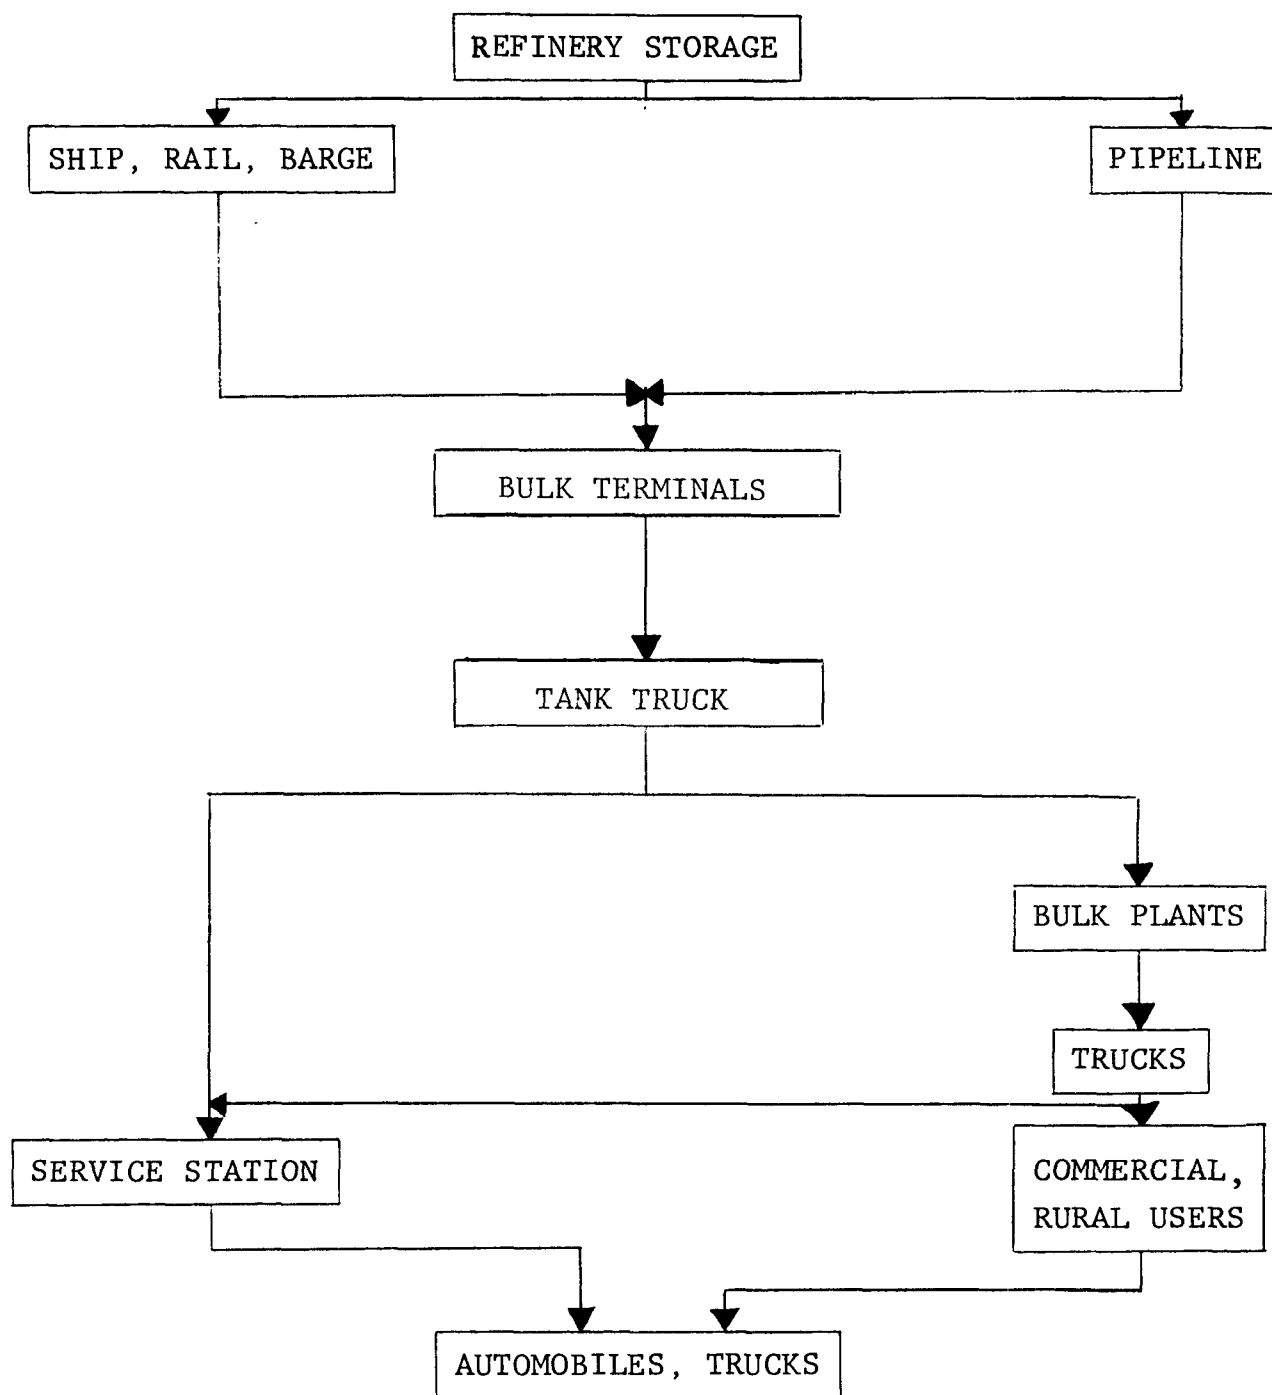 REFINERY STORAGE
SHIP, RAIL, BARGE
PIPELINE
BULK TERMINALS
TANK TRUCK
BULK PLANTS
TRUCKS
SERVICE STATION
COMMERCIAL,
RURAL USERS
AUTOMOBILES, TRUCKS